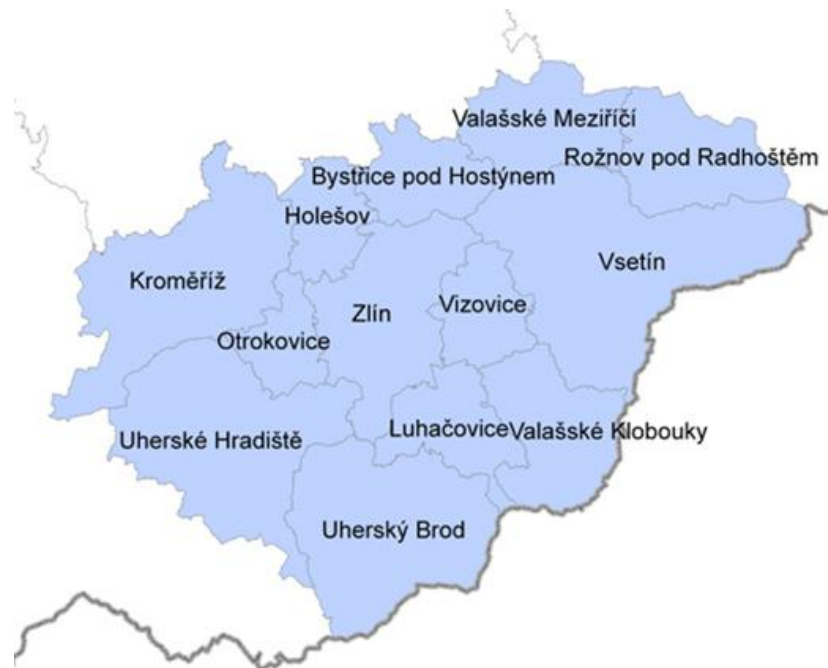 Valašské Meziříčí
Rožnov pod Radhoštěm
Bystřice pod Hostýnem
Holešov
Vsetín
Kroměříž
Zlín
Vizovice
Otrokovice
Luhačovice
Valašské Klobouky
Uherské Hradiště
Uherský Brod